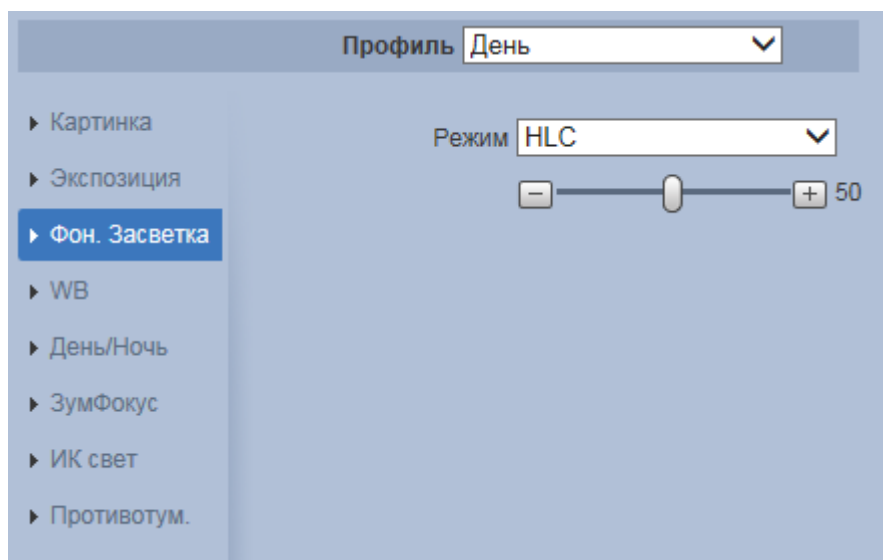 Профиль День
Картинка
Режим HLC
Экспозиция
50
Фон. Засветка
WB
День/Ночь
ЗумФокус
ИК свет
Противотум.